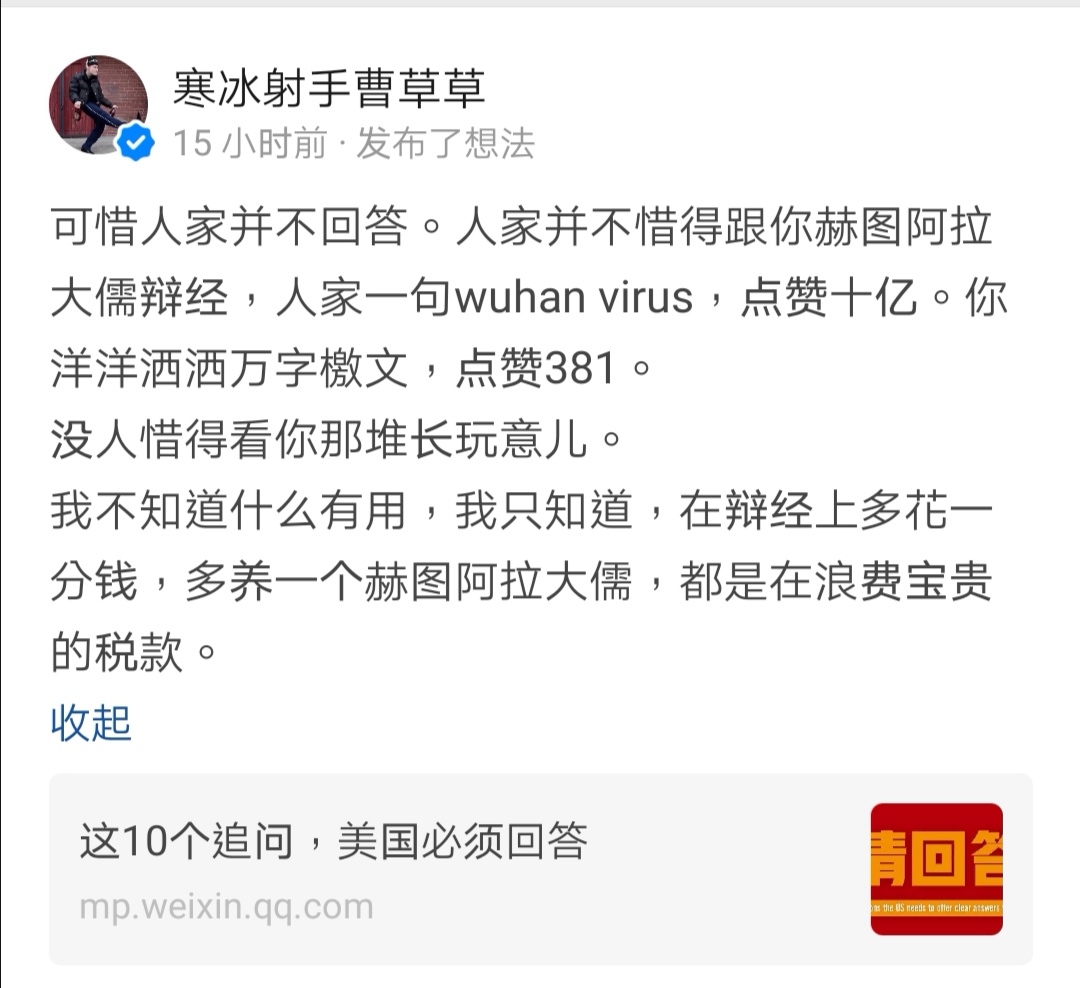 寒冰射手曹草草
15 小时前 · 发布了想法
可惜人家并不回答。人家并不惜得跟你赫图阿拉
大儒辩经，人家一句wuhan virus，点赞十亿。你
洋洋洒洒万字檄文，点赞381。
没人惜得看你那堆长玩意儿。
我不知道什么有用，我只知道，在辩经上多花一
分钱，多养一个赫图阿拉大儒，都是在浪费宝贵
的税款。
收起
这10个追问，美国必须回答
mp.weixin.qq.com
请回答
ons the US needs to offer clear answers